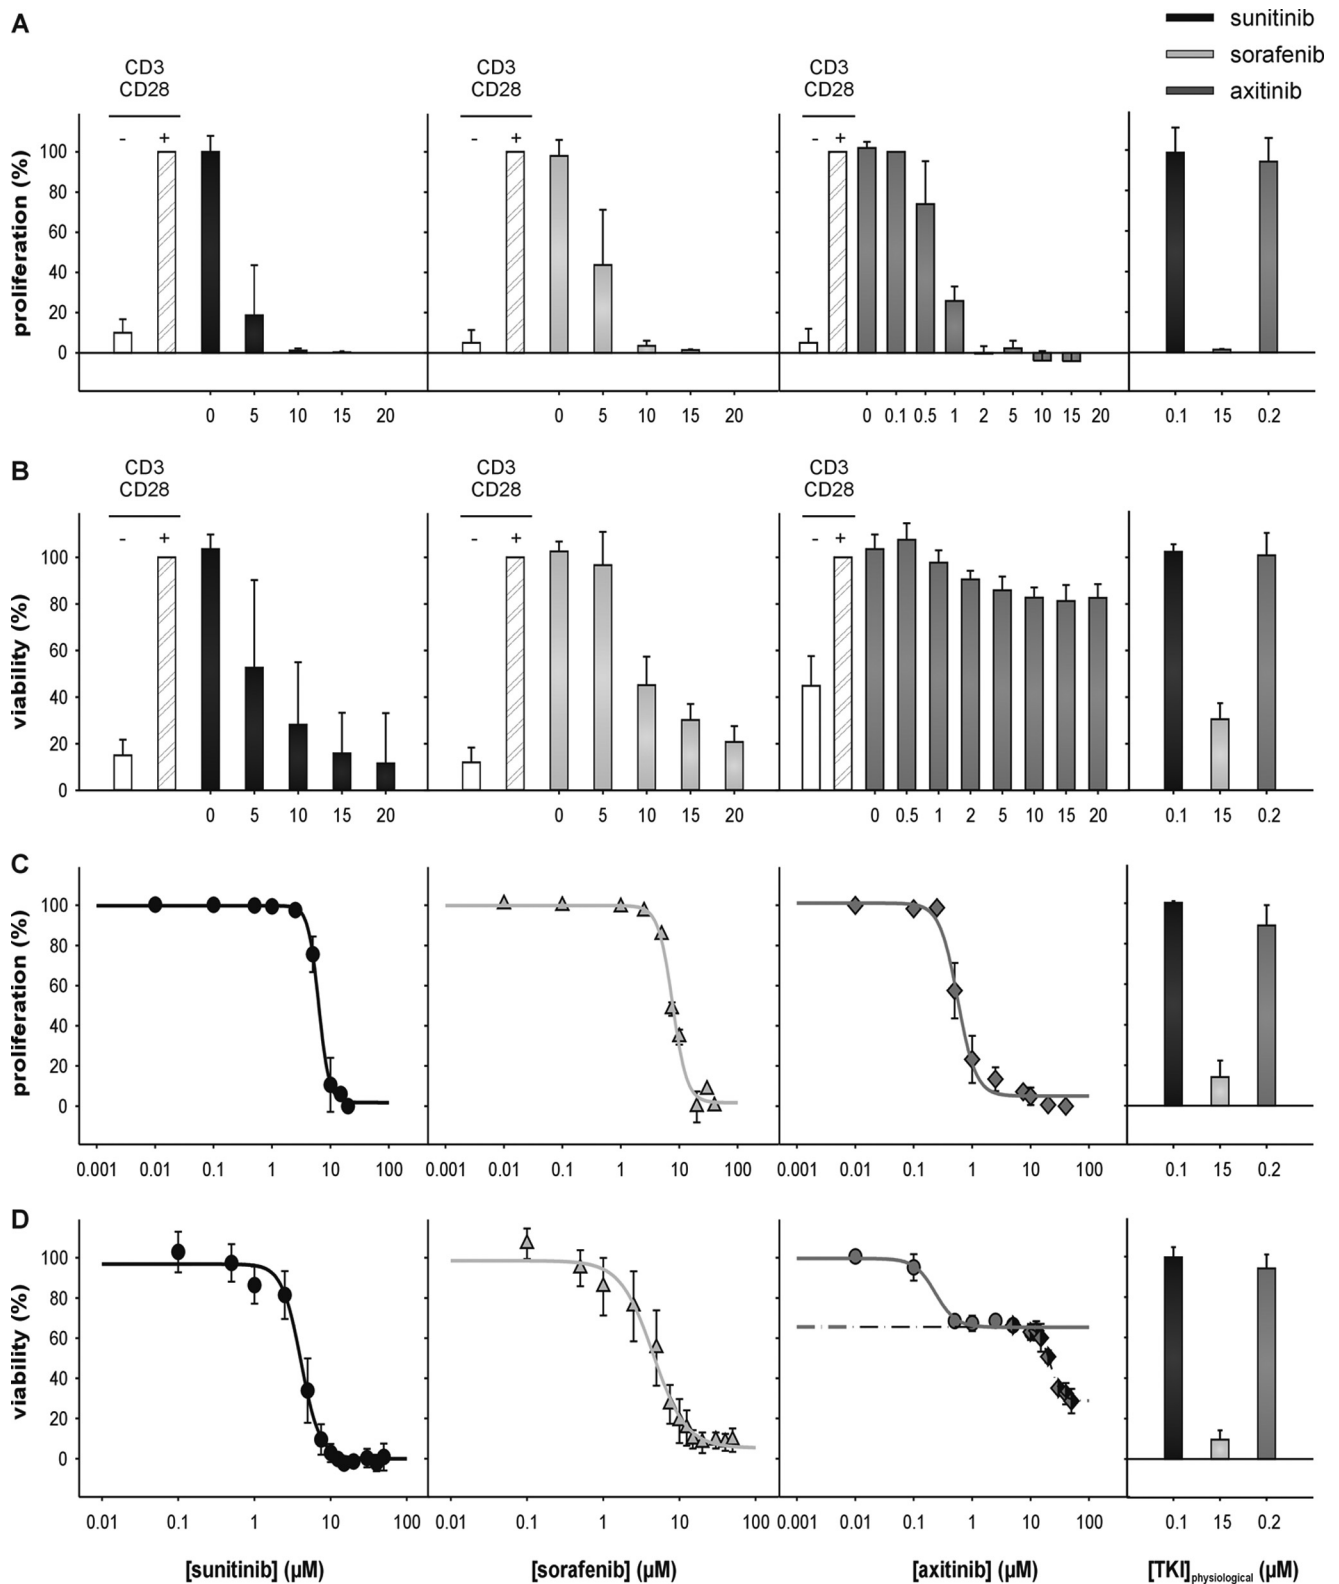 A
sunitinib
sorafenib
axitinib
CD3
CD28
CD3
CD28
CD3
CD28
- + - + - +
proliferation (%)
100
80
60
40
20
0
0 5 10 15 20
0 5 10 15 20
0 0.1 0.5 1 2 5 10 15 20
0.1 15 0.2
B
CD3
CD28
CD3
CD28
CD3
CD28
- + - + - +
viability (%)
100
80
60
40
20
0
0 5 10 15 20
0 5 10 15 20
0 0.5 1 2 5 10 15 20
0.1 15 0.2
C
proliferation (%)
100
80
60
40
20
0
0.001 0.01 0.1 1 10 100
0.001 0.01 0.1 1 10 100
0.001 0.01 0.1 1 10 100
0.1 15 0.2
D
viability (%)
100
80
60
40
20
0
0.01 0.1 1 10 100
0.01 0.1 1 10 100
0.001 0.01 0.1 1 10 100
0.1 15 0.2
[sunitinib] (µM)
[sorafenib] (µM)
[axitinib] (µM)
[TKI]physiological (µM)